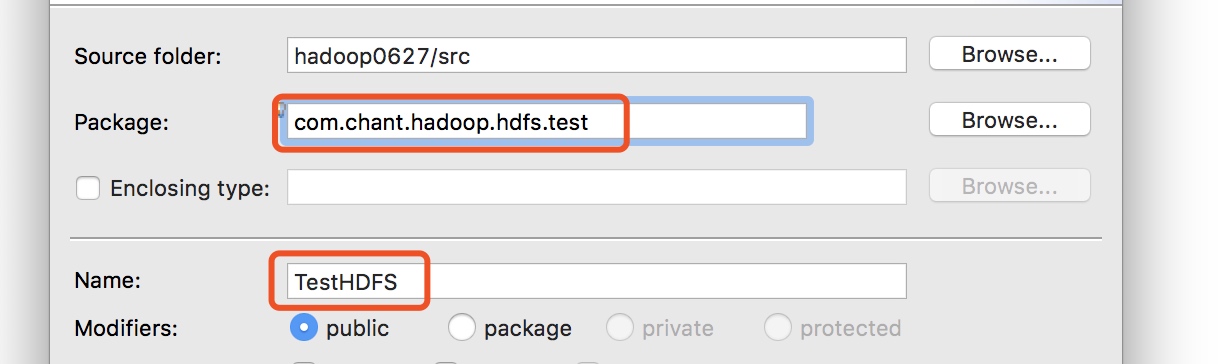 Source folder: hadoop0627/src Browse...
Package: com.chant.hadoop.hdfs.test Browse...
Enclosing type: Browse...
Name: TestHDFS
Modifiers: public package private protected